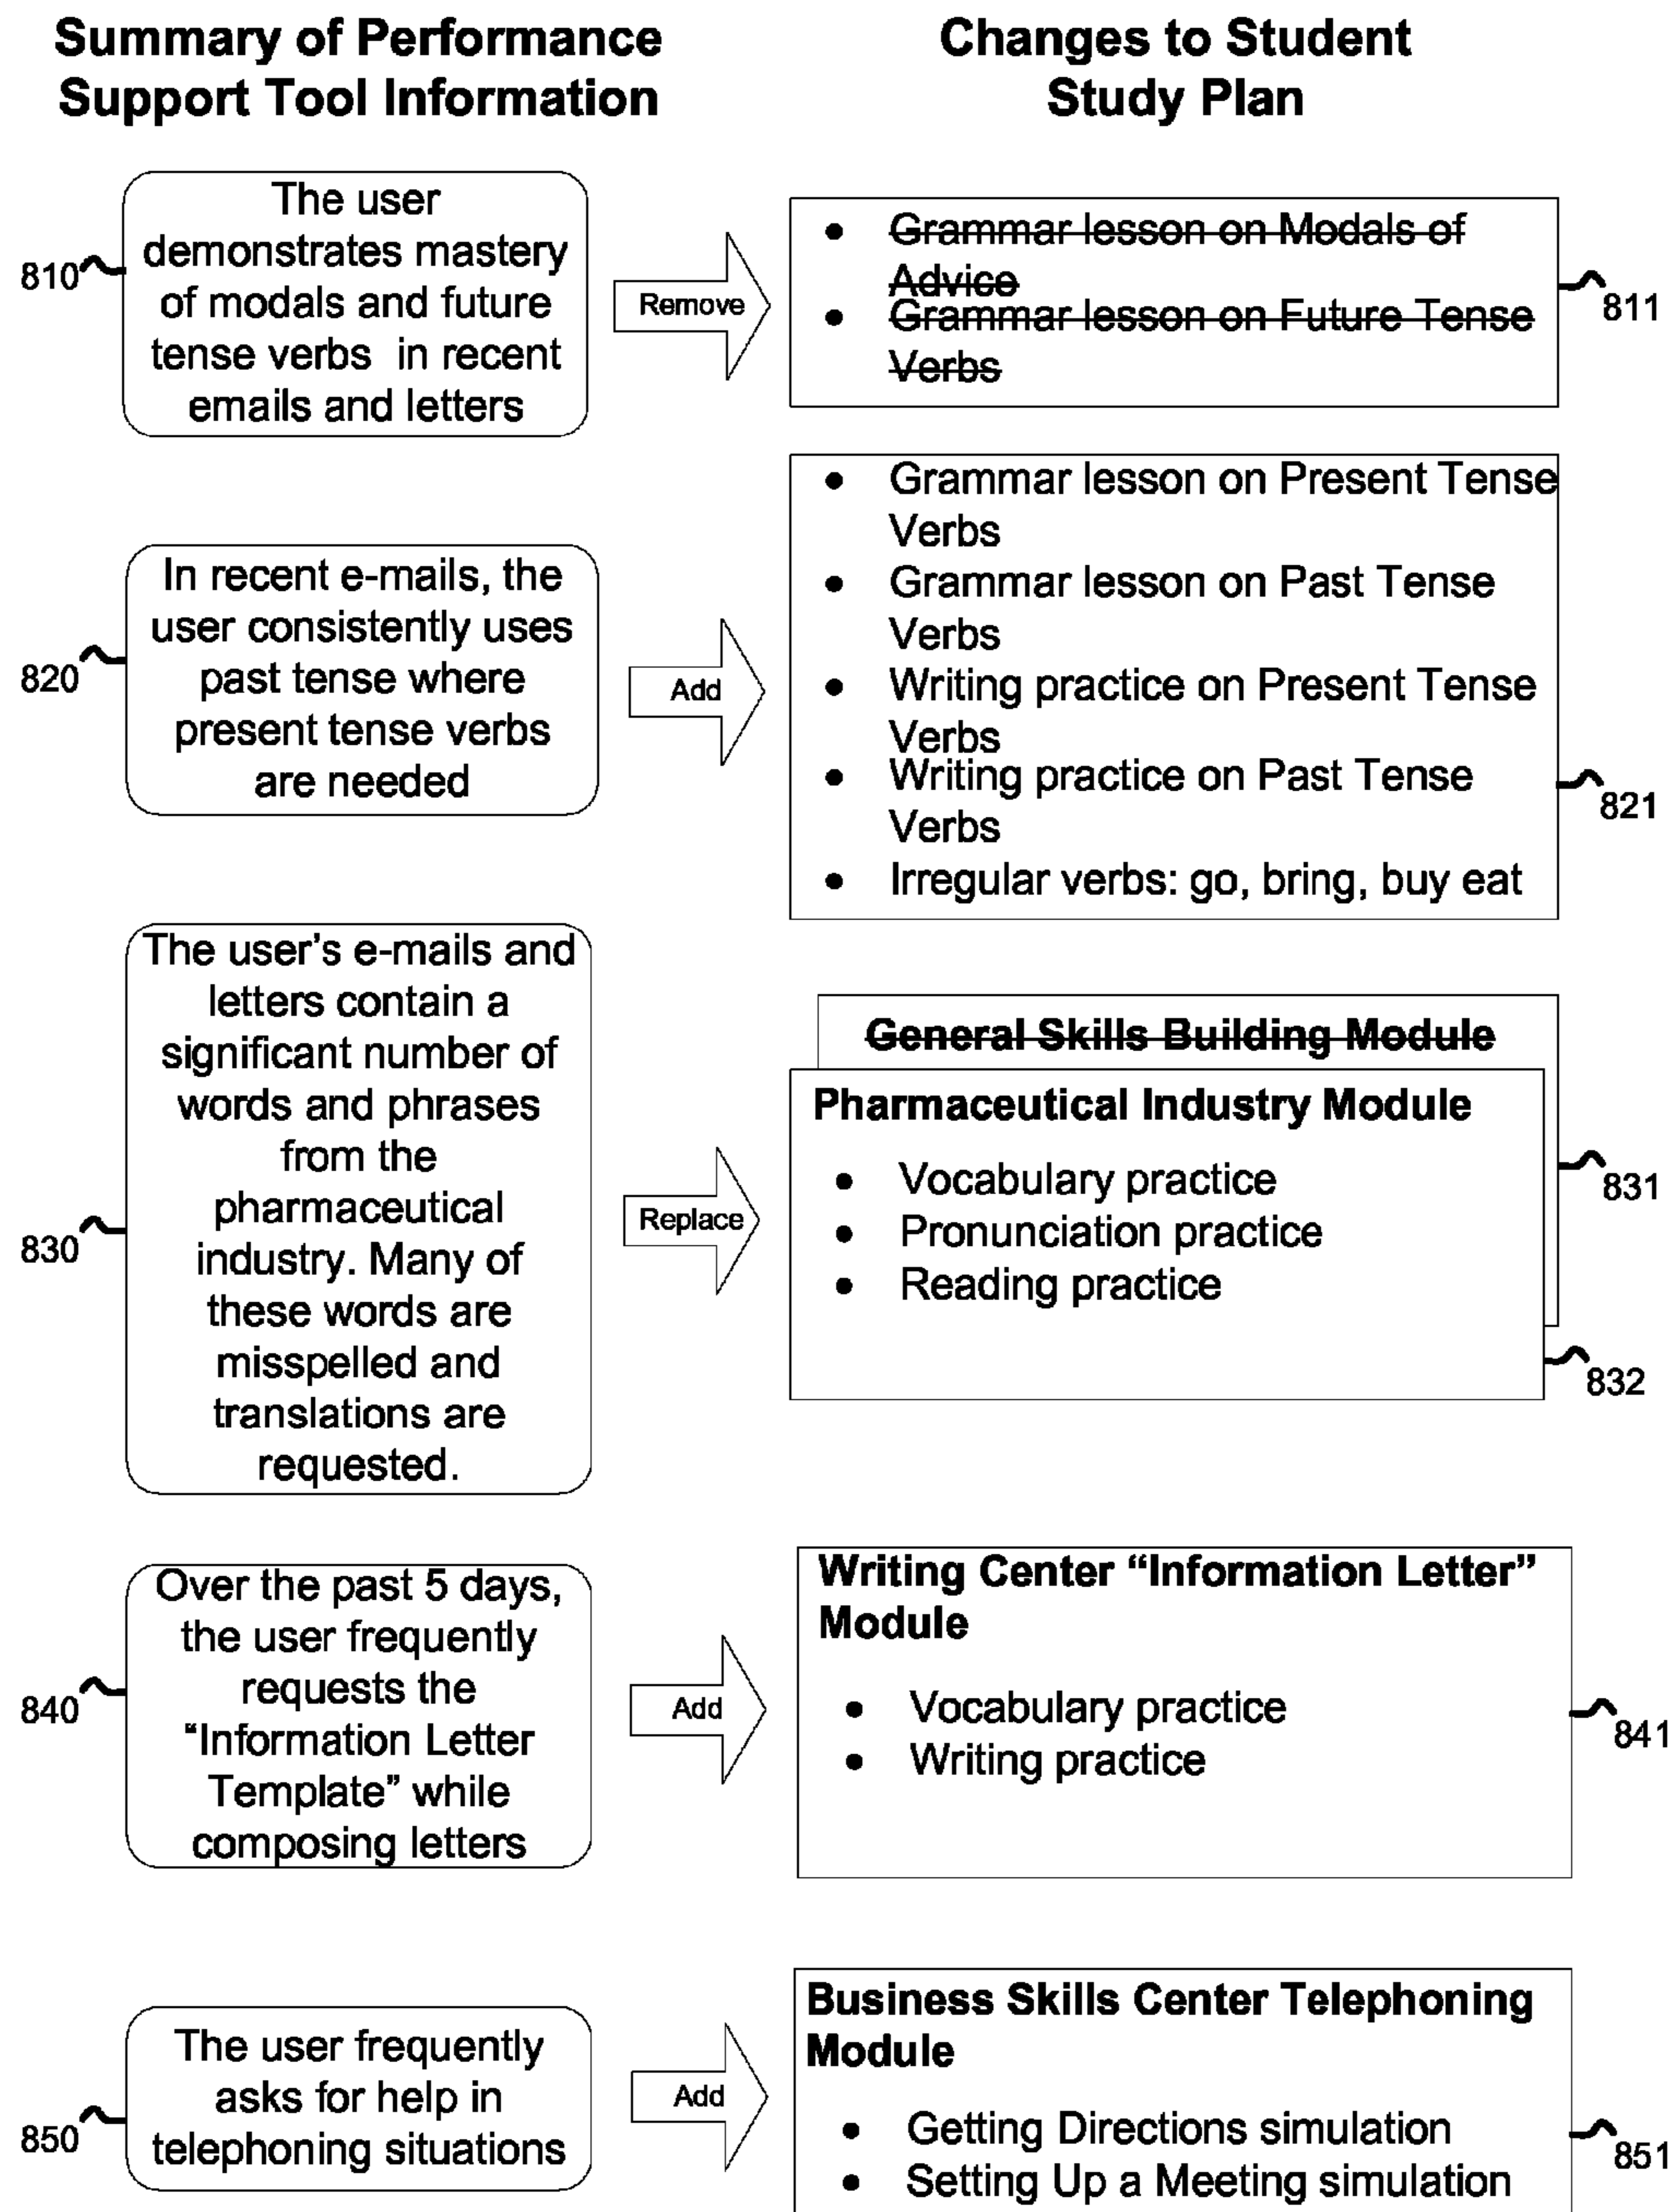 Summary of Performance
Support Tool Information
Changes to Student
Study Plan
810
The user
demonstrates mastery
of modals and future
tense verbs in recent
emails and letters
Remove
• Grammar lesson on Modals of
Advice
• Grammar lesson on Future Tense
Verbs
811
820
In recent e-mails, the
user consistently uses
past tense where
present tense verbs
are needed
Add
• Grammar lesson on Present Tense
Verbs
• Grammar lesson on Past Tense
Verbs
• Writing practice on Present Tense
Verbs
• Writing practice on Past Tense
Verbs
• Irregular verbs: go, bring, buy eat
821
830
The user's e-mails and
letters contain a
significant number of
words and phrases
from the
pharmaceutical
industry. Many of
these words are
misspelled and
translations are
requested.
Replace
General Skills Building Module
Pharmaceutical Industry Module
• Vocabulary practice
• Pronunciation practice
• Reading practice
831
832
840
Over the past 5 days,
the user frequently
requests the
“Information Letter
Template” while
composing letters
Add
Writing Center “Information Letter”
Module
• Vocabulary practice
• Writing practice
841
850
The user frequently
asks for help in
telephoning situations
Add
Business Skills Center Telephoning
Module
• Getting Directions simulation
• Setting Up a Meeting simulation
851